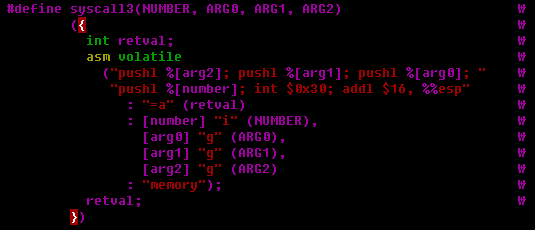 #define syscall3(NUMBER, ARG0, ARG1, ARG2) ₩
({ ₩
int retval; ₩
asm volatile ₩
("pushl %[arg2]; pushl %[arg1]; pushl %[arg0]; " ₩
"pushl %[number]; int $0x30; addl $16, %%esp" ₩
: "=a" (retval) ₩
: [number] "i" (NUMBER), ₩
[arg0] "g" (ARG0), ₩
[arg1] "g" (ARG1), ₩
[arg2] "g" (ARG2) ₩
: "memory"); ₩
retval; ₩
})